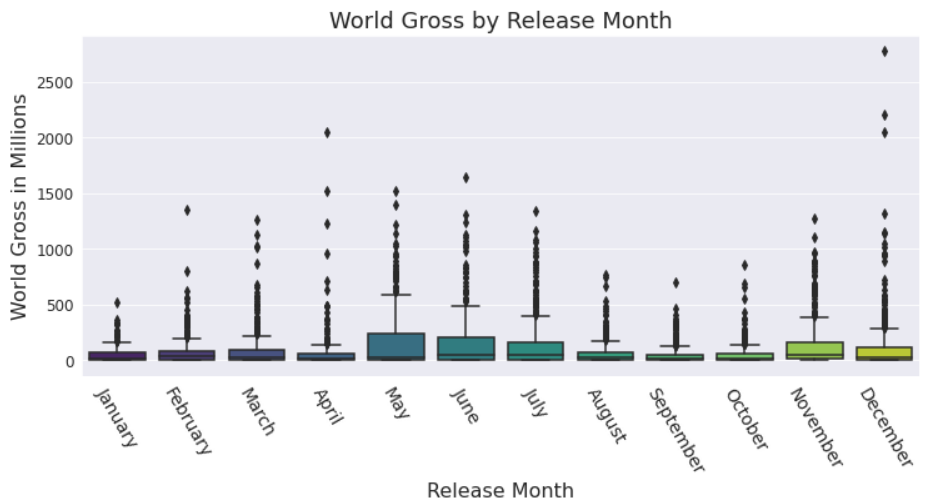 World Gross by Release Month
World Gross in Millions
2500
2000
1500
1000
500
0
January
February
March
April
May
June
July
August
September
October
November
December
Release Month